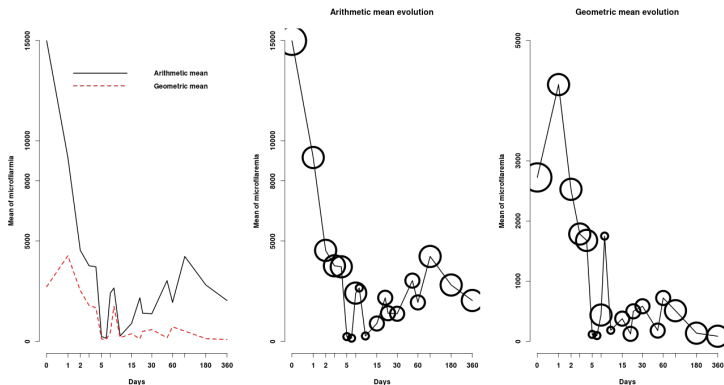 Arithmetic mean evolution
Geometric mean evolution
Mean of microfilaremia
15000
10000
8000
5000
0
Arithmetic mean
Geometric mean
0 1 2 5 15 30 60 180 360
Days
Mean of microfilaremia
15000
10000
8000
5000
0
0 1 2 5 15 30 60 180 360
Days
Mean of microfilaremia
5000
3000
2000
1000
0
0 1 2 5 15 30 60 180 360
Days